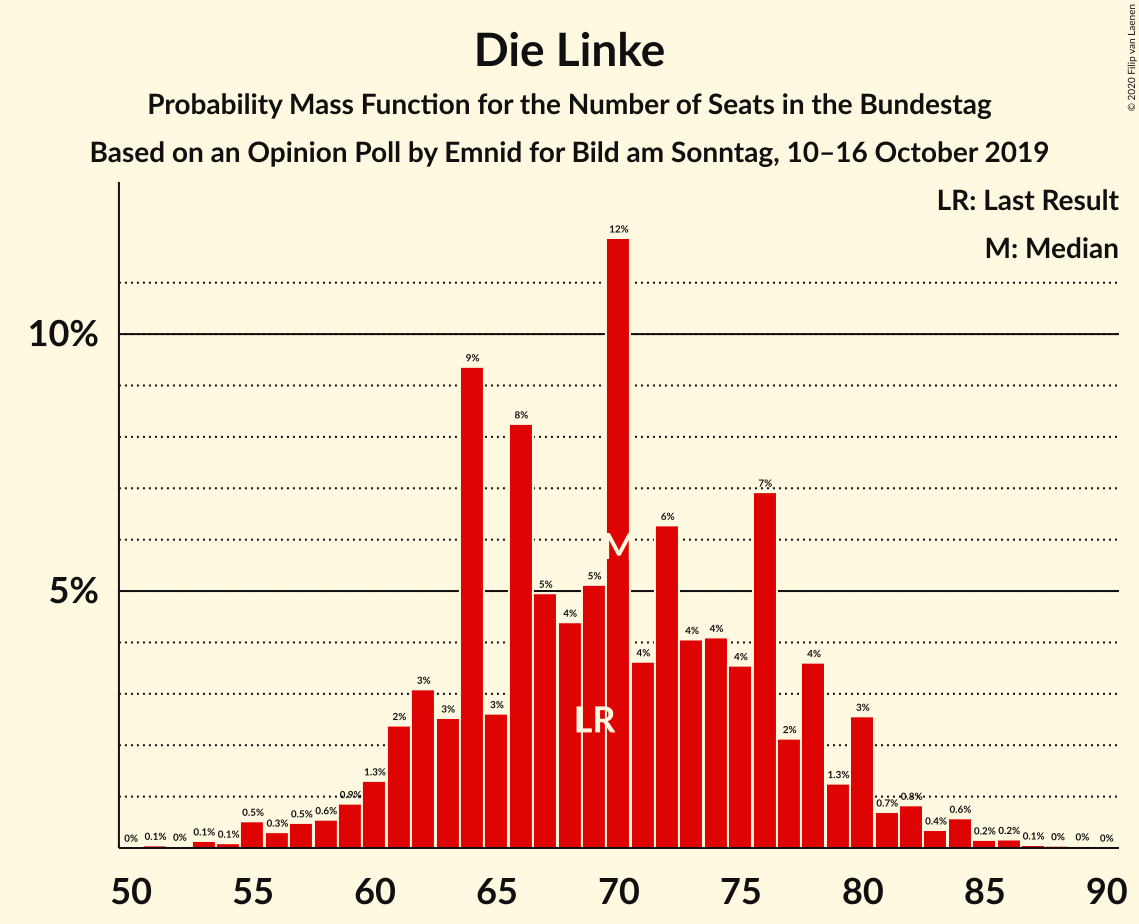 Die Linke
Probability Mass Function for the Number of Seats in the Bundestag
Based on an Opinion Poll by Emnid for Bild am Sonntag, 10–16 October 2019
© 2020 Filip van Laenen
LR: Last Result
M: Median
10%
5%
0% 0.1% 0% 0.1% 0.1% 0.5% 0.3% 0.5% 0.6% 0.9% 1.3% 2% 3% 3% 9% 3% 8% 5% 4% 5% 12% 4% 6% 4% 4% 4% 7% 2% 4% 1.3% 3% 0.7% 0.8% 0.4% 0.6% 0.2% 0.2% 0.1% 0% 0% 0%
M
LR
50 55 60 65 70 75 80 85 90